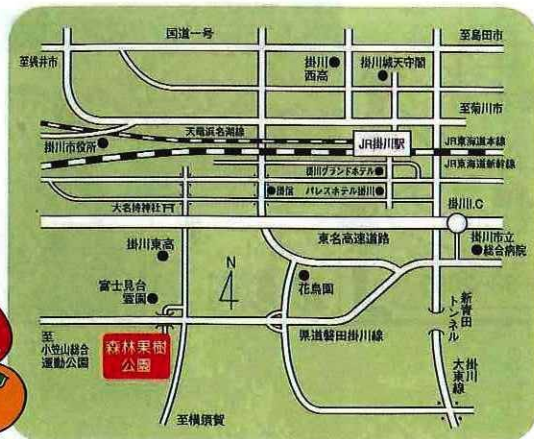 国道一号
至島田市
至袋井市
掛川
西高
掛川城天守閣
至菊川市
天竜浜名湖線
JR掛川駅
JR東海道本線
掛川市役所
JR東海道新幹線
掛川グランドホテル
掛信
パレスホテル掛川
大名持神社
掛川I.C
東名高速道路
掛川市立
総合病院
掛川東高
N
富士見台
霊園
花鳥園
新青田
トンネル
至
小笠山総合
運動公園
森林果樹
公園
県道磐田掛川線
掛川
大東線
至横須賀